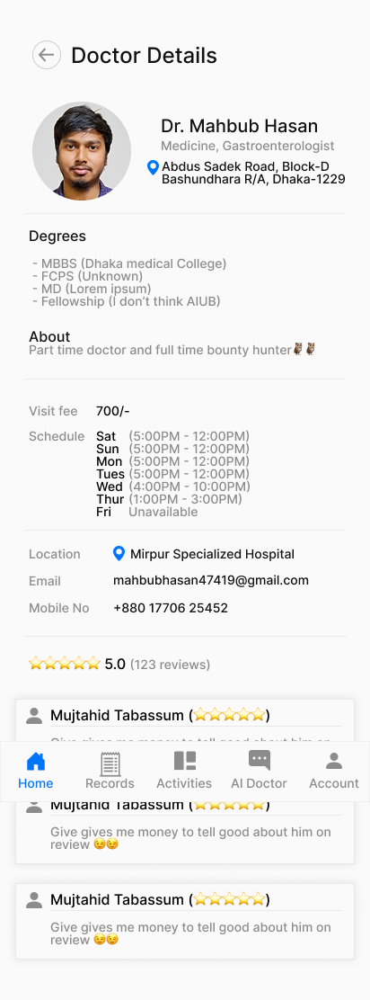 Doctor Details
Dr. Mahbub Hasan
Medicine, Gastroenterologist
Abdus Sadek Road, Block-D
Bashundhara R/A, Dhaka-1229
Degrees
- MBBS (Dhaka medical College)
- FCPS (Unknown)
- MD (Lorem ipsum)
- Fellowship (I don’t think AIUB)
About
Part time doctor and full time bounty hunter🦉🦉
Visit fee 700/-
Schedule Sat (5:00PM - 12:00PM)
Sun (5:00PM - 12:00PM)
Mon (5:00PM - 12:00PM)
Tues (5:00PM - 12:00PM)
Wed (4:00PM - 10:00PM)
Thur (1:00PM - 3:00PM)
Fri Unavailable
Location Mirpur Specialized Hospital
Email mahbubhasan47419@gmail.com
Mobile No +880 17706 25452
⭐⭐⭐⭐⭐ 5.0 (123 reviews)
Mujtahid Tabassum (⭐⭐⭐⭐⭐)
Give gives me money to tell good about him on
Home Records Activities AI Doctor Account
Mujtahid Tabassum (⭐⭐⭐⭐⭐)
Give gives me money to tell good about him on
review 😉😉
Mujtahid Tabassum (⭐⭐⭐⭐⭐)
Give gives me money to tell good about him on
review 😉😉